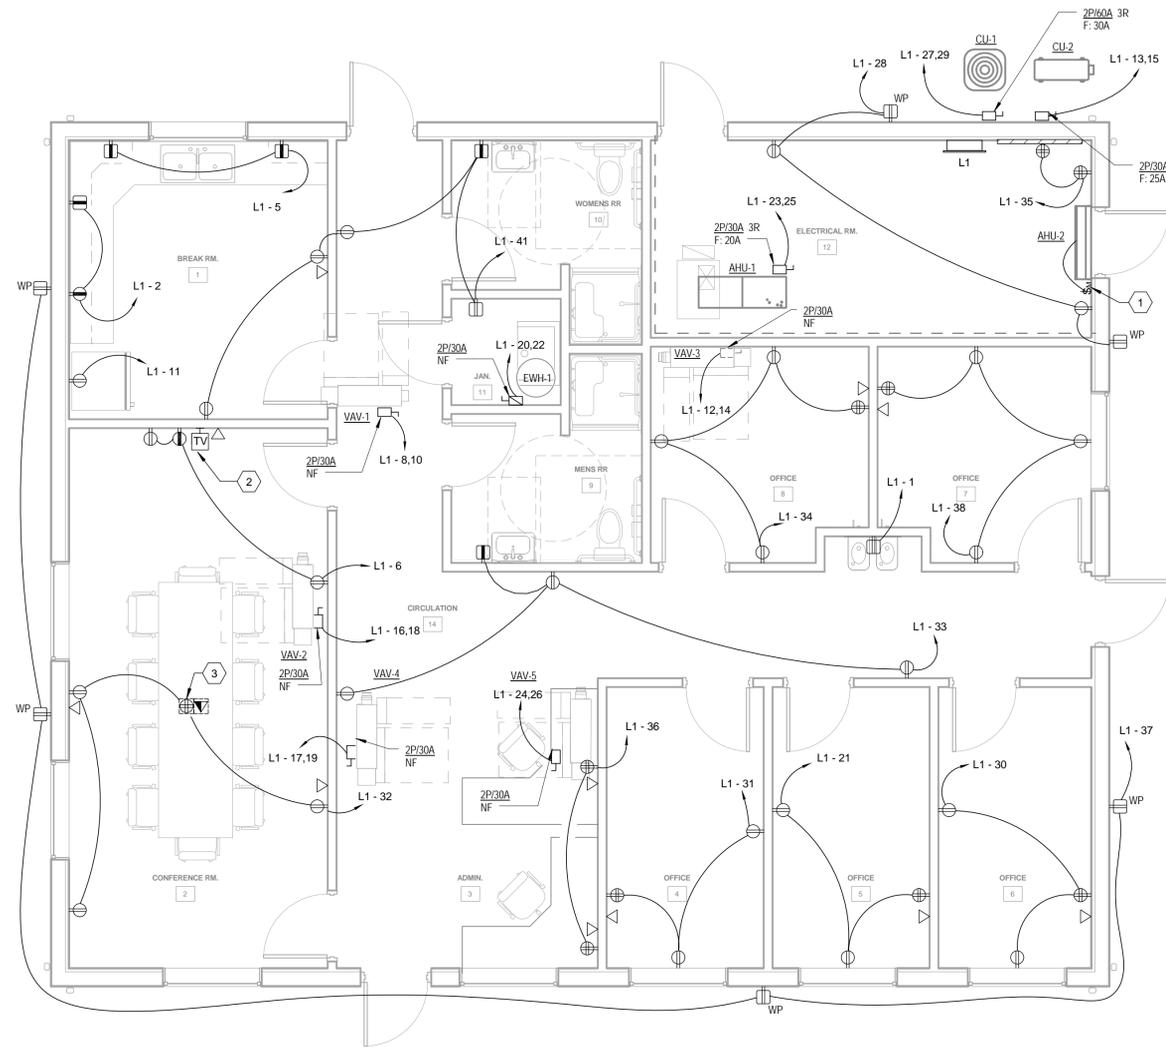 2P/60A 3R
F: 30A
CU-1
CU-2
L1 - 28
L1 - 27,29
L1 - 13,15
WP
L1
2P/30A
F: 25A
L1 - 5
L1 - 35
WOMENS RR
10
L1 - 23,25
ELECTRICAL RM.
12
2P/30A 3R
F: 20A
AHU-1
AHU-2
L1 - 41
BREAK RM.
1
WP
L1 - 2
$M
1
2P/30A
NF
WP
L1 - 11
2P/30A
NF
L1 - 20,22
EWH-1
JAN.
11
VAV-3
L1 - 12,14
VAV-1
L1 - 8,10
2P/30A
NF
TV
2
MENS RR
9
OFFICE
8
OFFICE
7
L1 - 1
L1 - 34
L1 - 38
L1 - 6
CIRCULATION
14
L1 - 16,18
VAV-2
2P/30A
NF
L1 - 33
3
VAV-4
VAV-5
L1 - 24,26
WP
L1 - 17,19
2P/30A
NF
L1 - 36
L1 - 21
L1 - 37
L1 - 30
L1 - 31
2P/30A
NF
L1 - 32
WP
CONFERENCE RM.
2
ADMIN.
3
OFFICE
4
OFFICE
5
OFFICE
6
WP